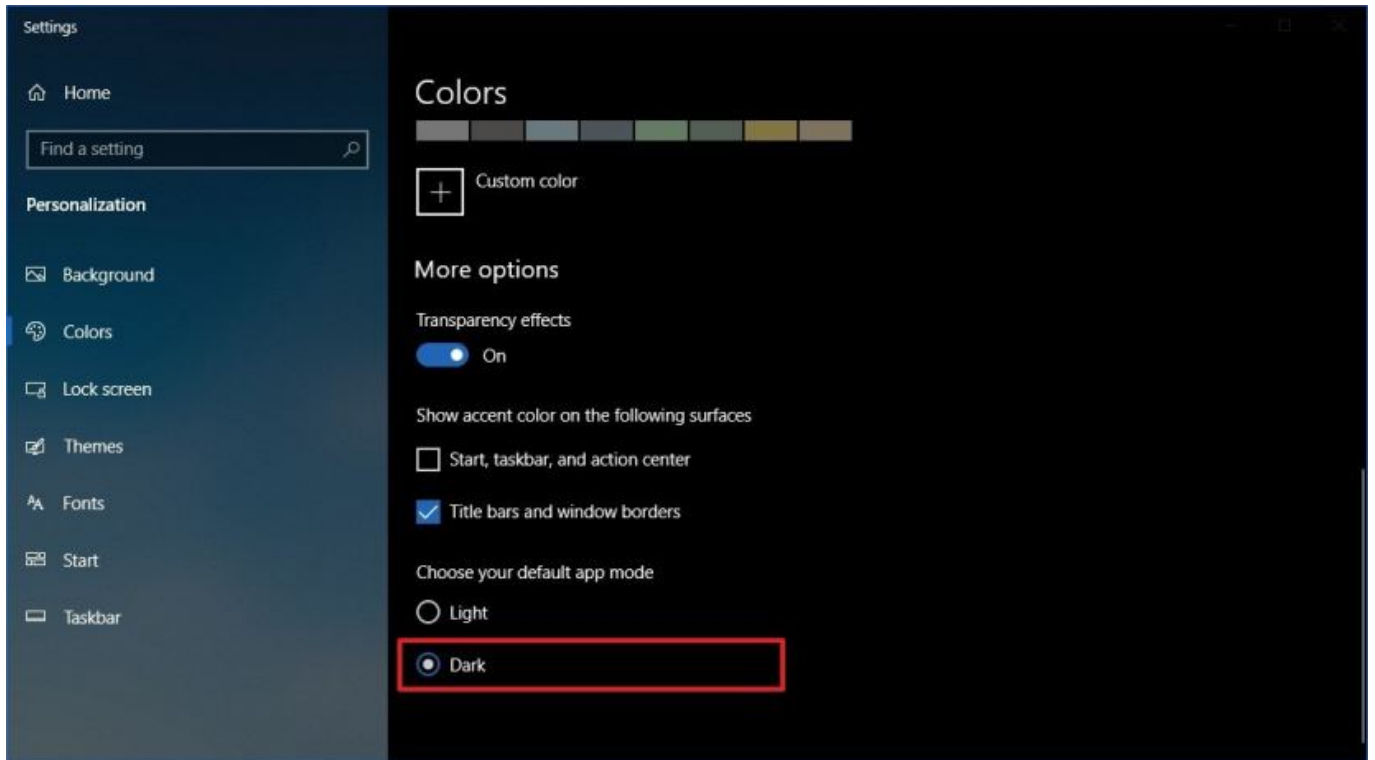 Settings
Home
Find a setting
Personalization
Background
Colors
Lock screen
Themes
Fonts
Start
Taskbar
Colors
Custom color
More options
Transparency effects
On
Show accent color on the following surfaces
Start, taskbar, and action center
Title bars and window borders
Choose your default app mode
Light
Dark